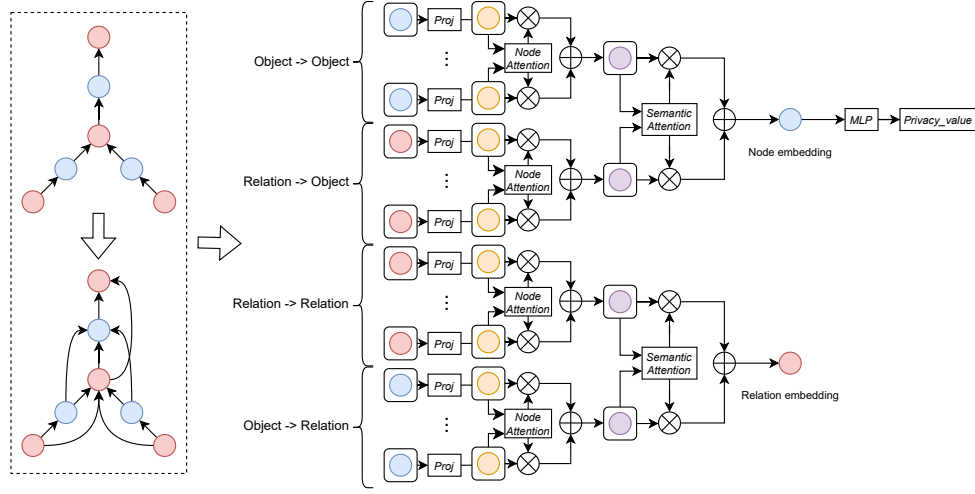 Object -> Object
Proj
⋮
Proj
Node
Attention
Semantic
Attention
Node embedding
MLP
Privacy_value
Relation -> Object
Proj
⋮
Proj
Node
Attention
Relation -> Relation
Proj
⋮
Proj
Node
Attention
Semantic
Attention
Relation embedding
Object -> Relation
Proj
⋮
Proj
Node
Attention